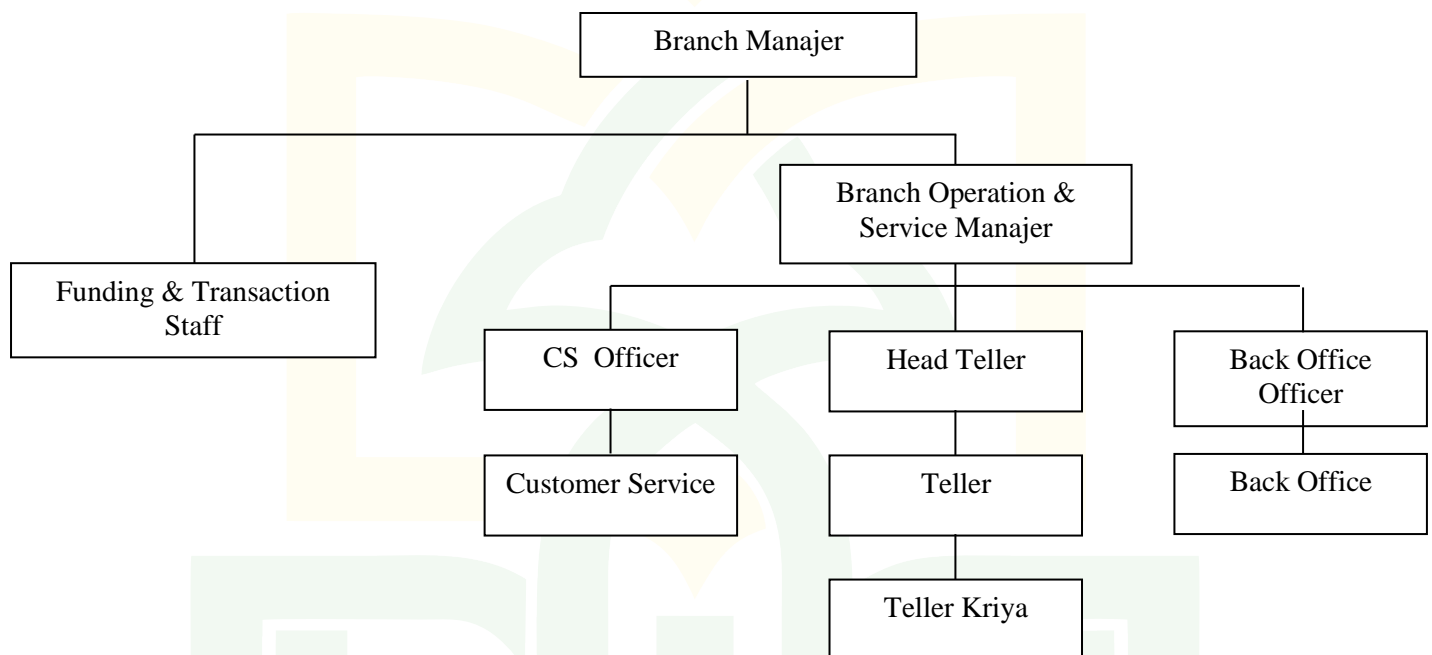 Branch Manajer
Branch Operation &
Service Manajer
Funding & Transaction
Staff
CS Officer
Head Teller
Back Office
Officer
Customer Service
Teller
Back Office
Teller Kriya